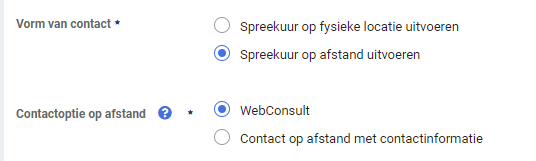 Vorm van contact *
Spreekuur op fysieke locatie uitvoeren
Spreekuur op afstand uitvoeren
Contactoptie op afstand ? *
WebConsult
Contact op afstand met contactinformatie